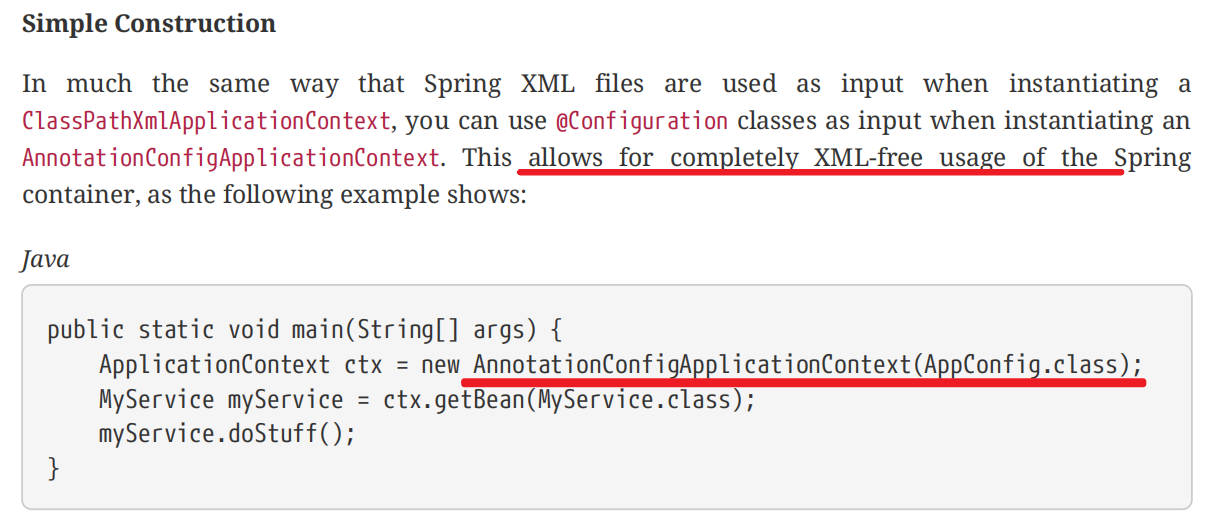 Simple Construction
In much the same way that Spring XML files are used as input when instantiating a
ClassPathXmlApplicationContext, you can use @Configuration classes as input when instantiating an
AnnotationConfigApplicationContext. This allows for completely XML-free usage of the Spring
container, as the following example shows:
Java
public static void main(String[] args) {
    ApplicationContext ctx = new AnnotationConfigApplicationContext(AppConfig.class);
    MyService myService = ctx.getBean(MyService.class);
    myService.doStuff();
}